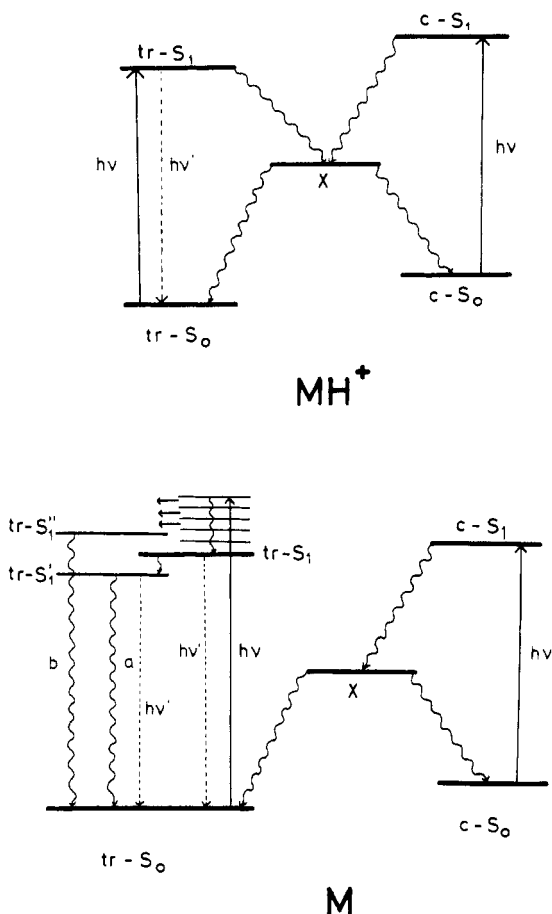 tr-S₁
c-S₁
hν
hν'
hν
X
c-S₀
tr-S₀
MH⁺
tr-S₁''
tr-S₁
tr-S₁'
c-S₁
b
a
hν'
hν'
hν
hν
X
c-S₀
tr-S₀
M